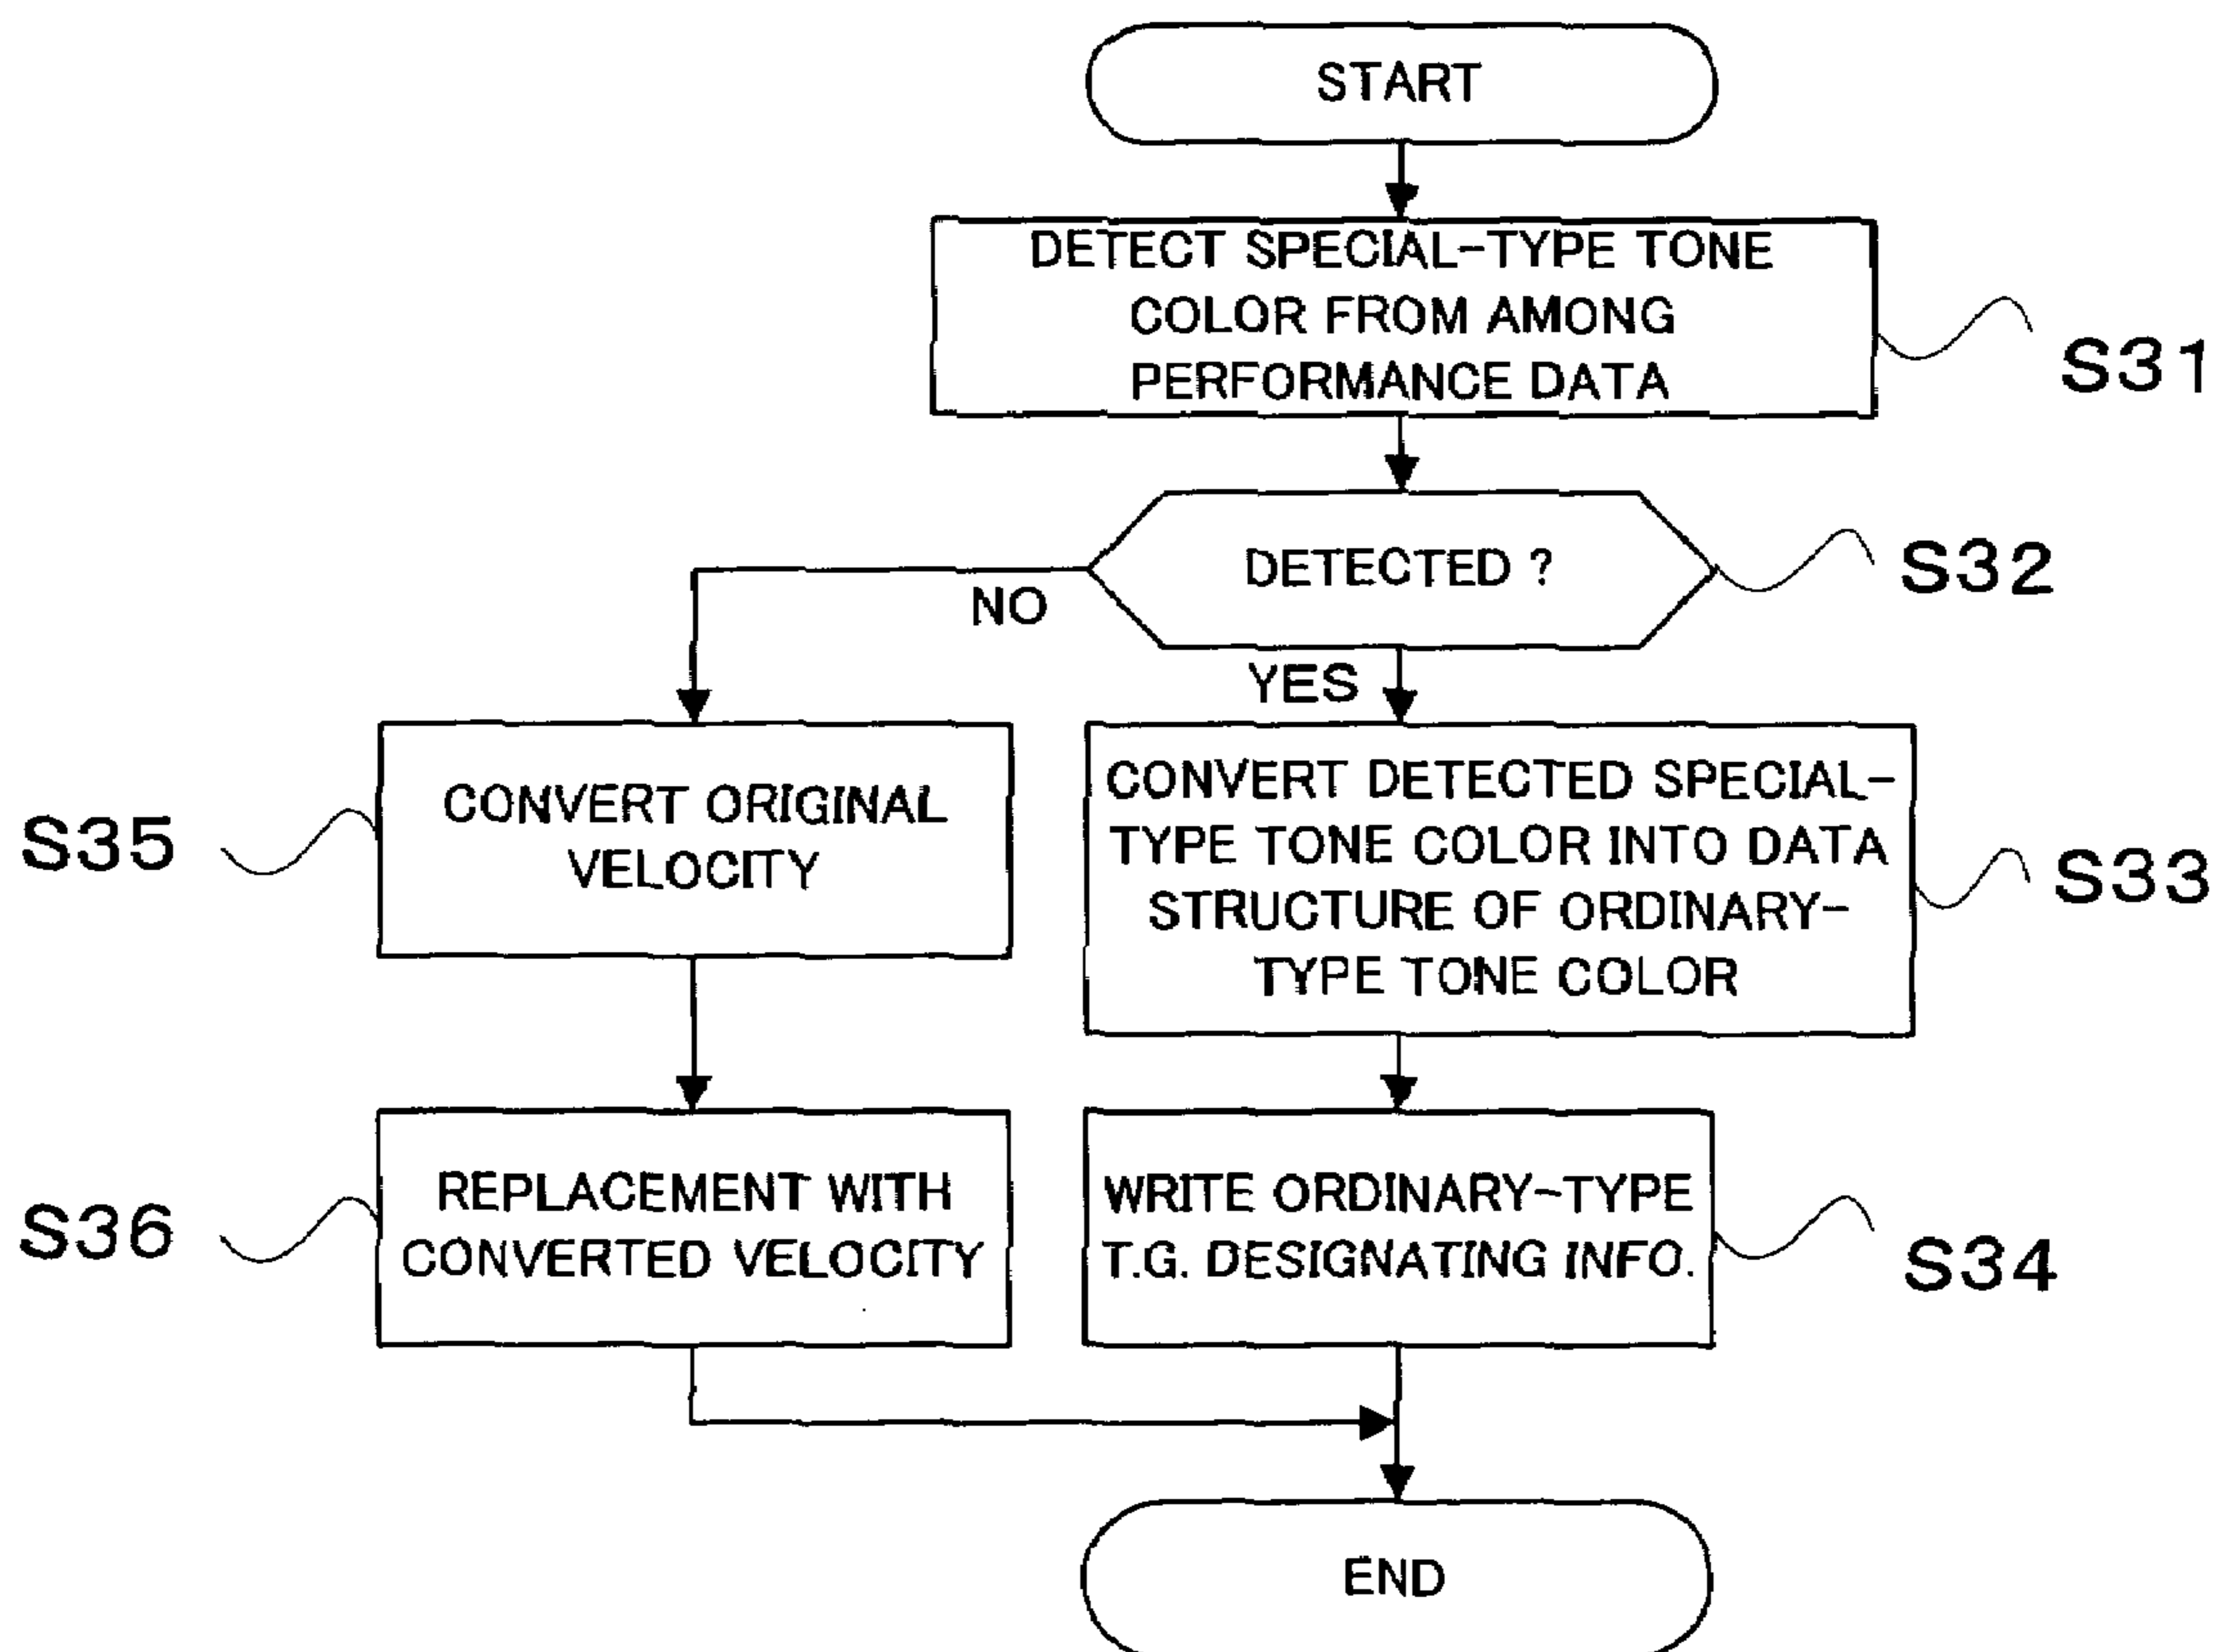 START
DETECT SPECIAL-TYPE TONE
COLOR FROM AMONG
PERFORMANCE DATA
S31
DETECTED ?
S32
NO
YES
CONVERT ORIGINAL
VELOCITY
S35
CONVERT DETECTED SPECIAL-
TYPE TONE COLOR INTO DATA
STRUCTURE OF ORDINARY-
TYPE TONE COLOR
S33
REPLACEMENT WITH
CONVERTED VELOCITY
S36
WRITE ORDINARY-TYPE
T.G. DESIGNATING INFO.
S34
END